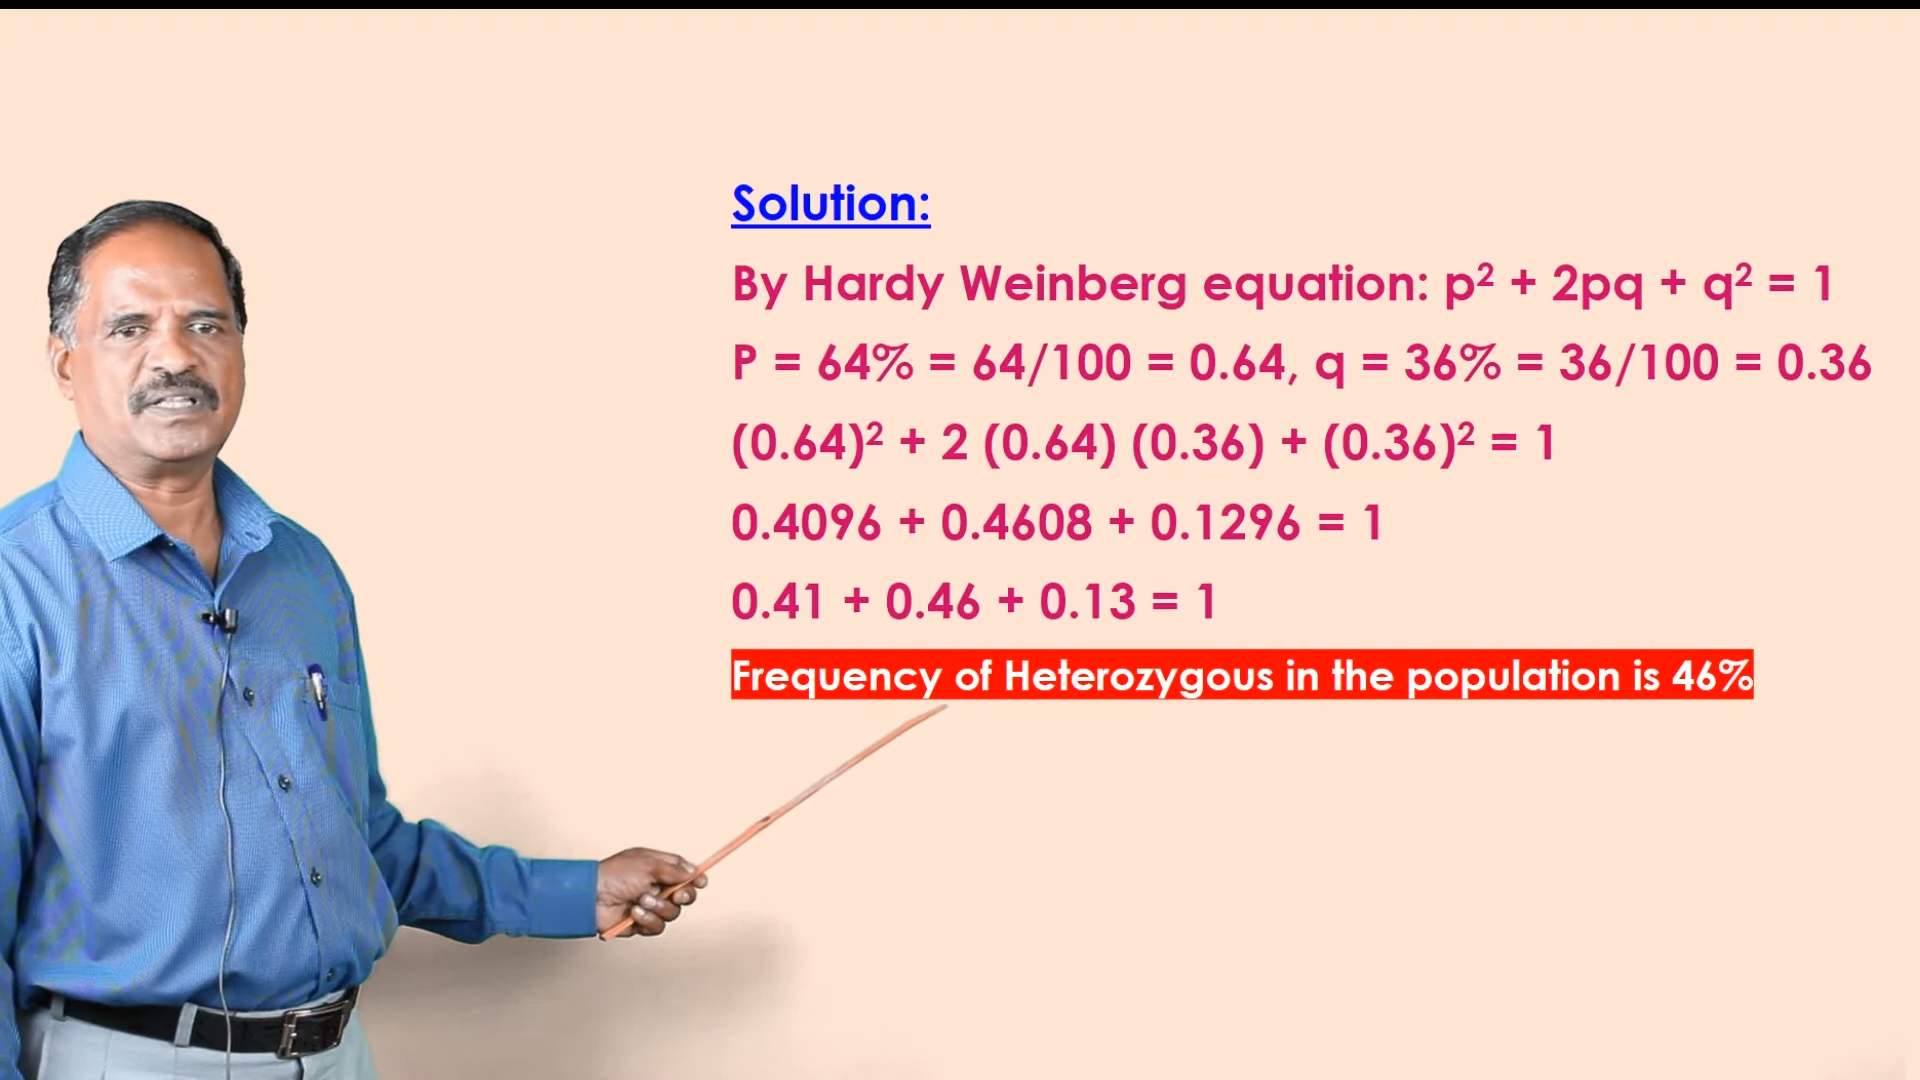 Solution:
By Hardy Weinberg equation: p² + 2pq + q² = 1
P = 64% = 64/100 = 0.64, q = 36% = 36/100 = 0.36
(0.64)² + 2 (0.64) (0.36) + (0.36)² = 1
0.4096 + 0.4608 + 0.1296 = 1
0.41 + 0.46 + 0.13 = 1
Frequency of Heterozygous in the population is 46%